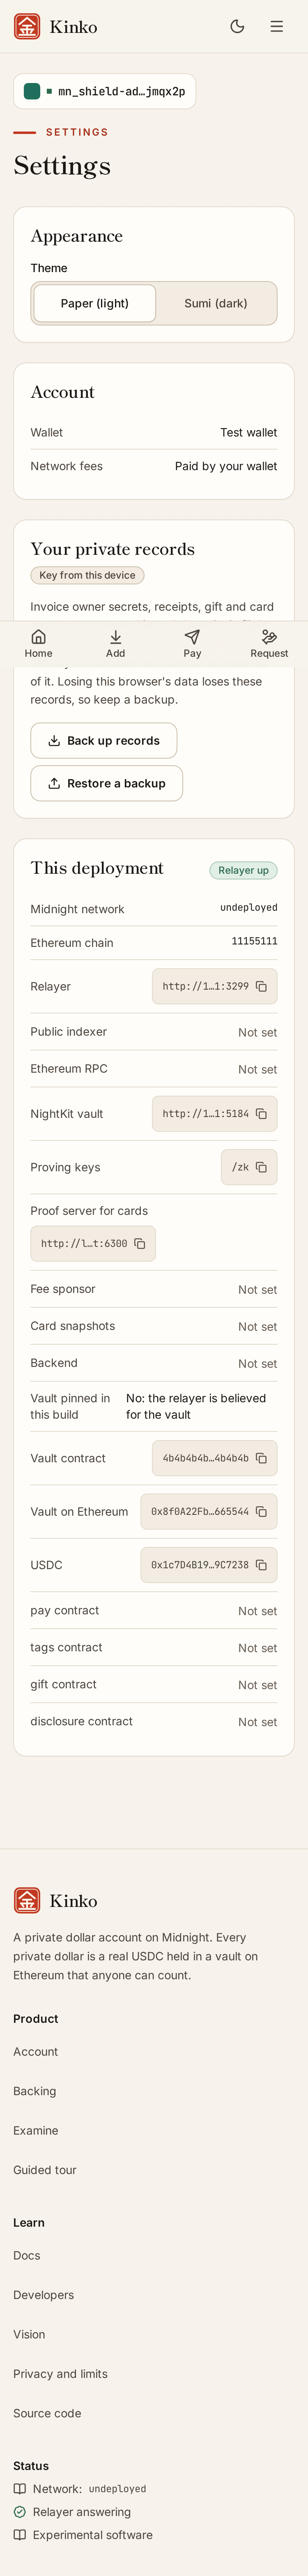 金 Kinko
mn_shield-ad…jmqx2p
SETTINGS
Settings
Appearance
Theme
Paper (light)
Sumi (dark)
Account
Wallet
Test wallet
Network fees
Paid by your wallet
Your private records
Key from this device
Invoice owner secrets, receipts, gift and card
Home
Add
Pay
Request
of it. Losing this browser's data loses these
records, so keep a backup.
Back up records
Restore a backup
This deployment
Relayer up
Midnight network
undeployed
Ethereum chain
11155111
Relayer
http://1…1:3299
Public indexer
Not set
Ethereum RPC
Not set
NightKit vault
http://1…1:5184
Proving keys
/zk
Proof server for cards
http://l…t:6300
Fee sponsor
Not set
Card snapshots
Not set
Backend
Not set
Vault pinned in
this build
No: the relayer is believed
for the vault
Vault contract
4b4b4b4b…4b4b4b
Vault on Ethereum
0x8f0A22Fb…665544
USDC
0x1c7D4B19…9C7238
pay contract
Not set
tags contract
Not set
gift contract
Not set
disclosure contract
Not set
金 Kinko
A private dollar account on Midnight. Every
private dollar is a real USDC held in a vault on
Ethereum that anyone can count.
Product
Account
Backing
Examine
Guided tour
Learn
Docs
Developers
Vision
Privacy and limits
Source code
Status
Network: undeployed
Relayer answering
Experimental software